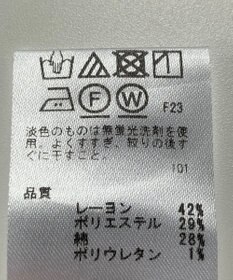 F W F23
淡色のものは無蛍光洗剤を使
用。よくすすぎ、絞りの後す
ぐに干すこと。
101
品質
レーヨン 42%
ポリエステル 29%
綿 28%
ポリウレタン 1%